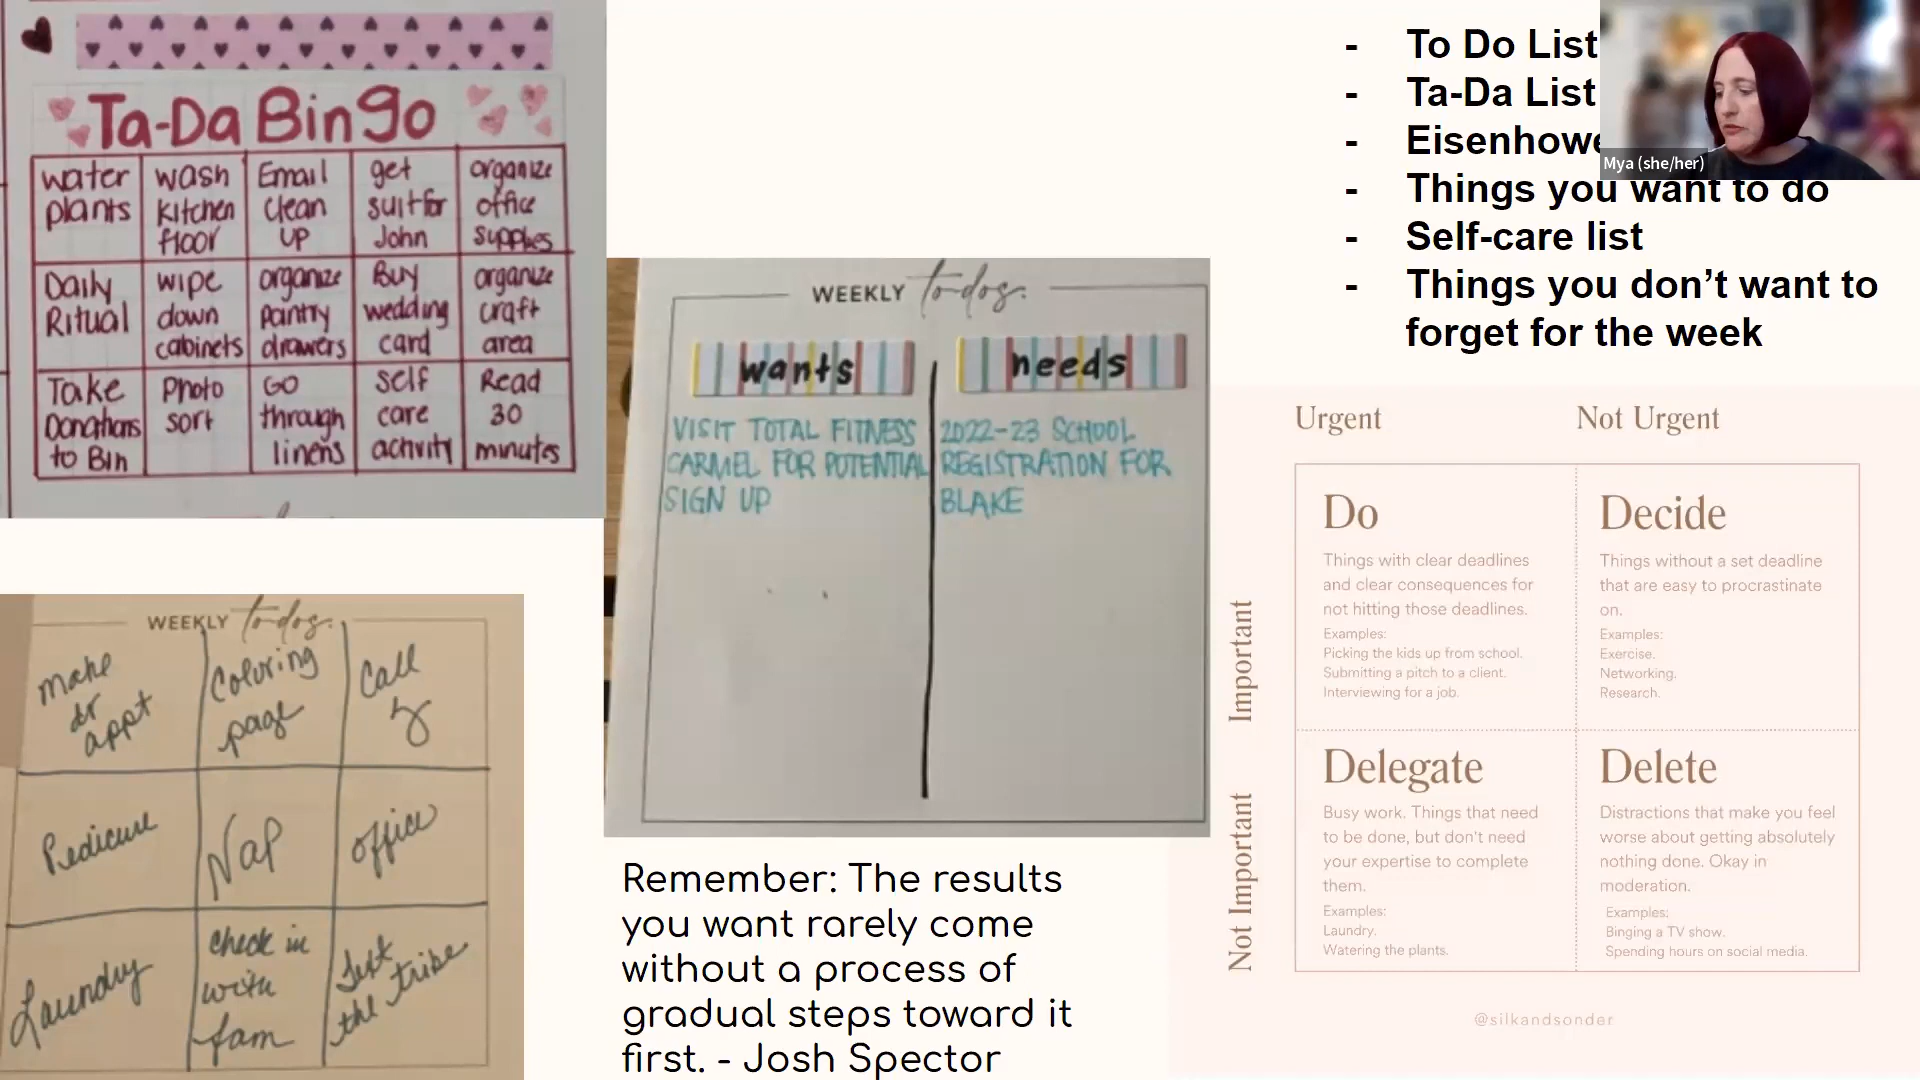 Ta-Da Bingo
water plants
wash kitchen floor
Email clean up
get suit for John
organize office supplies
Daily Ritual
wipe down cabinets
organize pantry drawers
Buy wedding card
organize craft area
Take Donations to Bin
Photo sort
Go through linens
self care activity
Read 30 minutes
WEEKLY to-dos.
make dr appt
Coloring page
Call
Pedicure
Nap
office
Laundry
check in with fam
Text the tribe
WEEKLY to-dos.
wants
needs
VISIT TOTAL FITNESS
CARMEL FOR POTENTIAL
SIGN UP
2022-23 SCHOOL
REGISTRATION FOR
BLAKE
Remember: The results
you want rarely come
without a process of
gradual steps toward it
first. - Josh Spector
- To Do List
- Ta-Da List
- Eisenhowe
- Things you want to do
- Self-care list
- Things you don’t want to
forget for the week
Mya (she/her)
Urgent
Not Urgent
Important
Not Important
Do
Things with clear deadlines
and clear consequences for
not hitting those deadlines.
Examples:
Picking the kids up from school.
Submitting a pitch to a client.
Interviewing for a job.
Decide
Things without a set deadline
that are easy to procrastinate
on.
Examples:
Exercise.
Networking.
Research.
Delegate
Busy work. Things that need
to be done, but don't need
your expertise to complete
them.
Examples:
Laundry.
Watering the plants.
Delete
Distractions that make you feel
worse about getting absolutely
nothing done. Okay in
moderation.
Examples:
Binging a TV show.
Spending hours on social media.
@silkandsonder